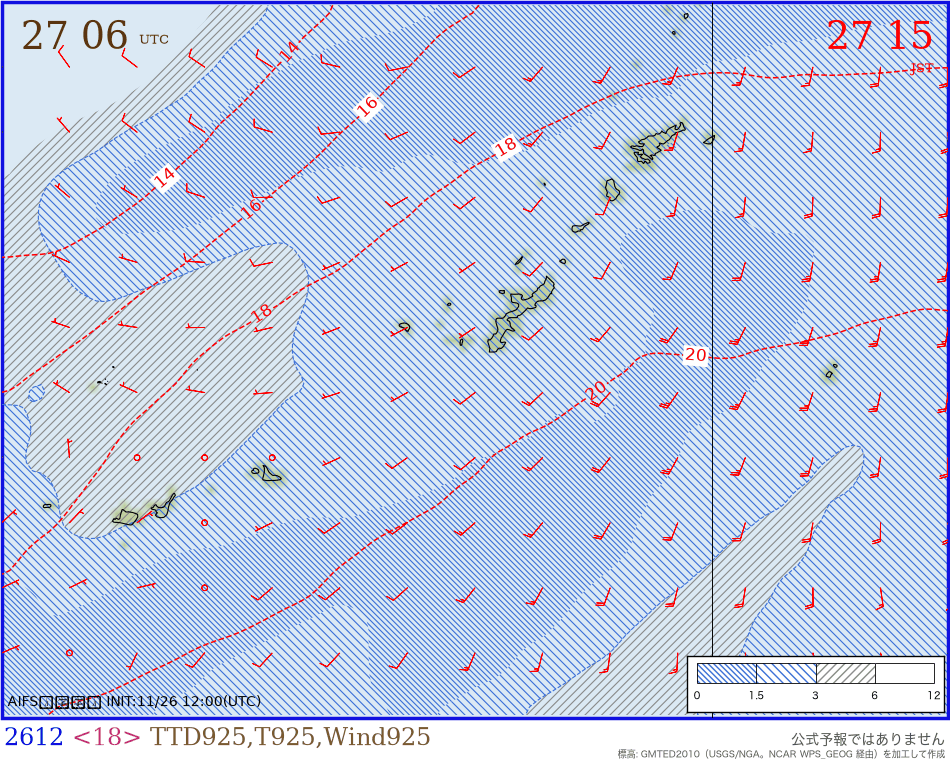 27 06 UTC
27 15
JST
14
16
18
14
16
18
20
20
0 1.5 3 6 12
AIFS INIT:11/26 12:00(UTC)
2612 <18> TTD925,T925,Wind925
公式予報ではありません
標高: GMTED2010（USGS/NGA。NCAR WPS_GEOG 経由）を加工して作成